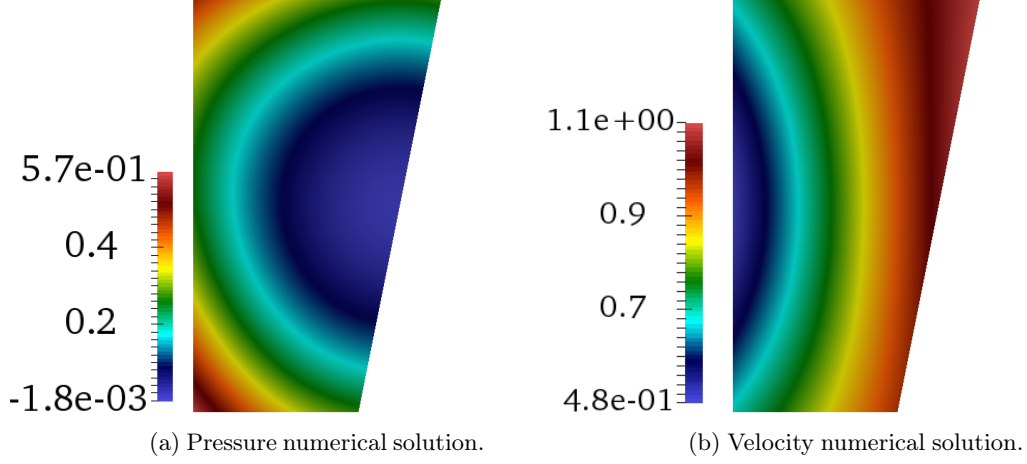 5.7e-01
0.4
0.2
-1.8e-03
(a) Pressure numerical solution.
1.1e+00
0.9
0.7
4.8e-01
(b) Velocity numerical solution.